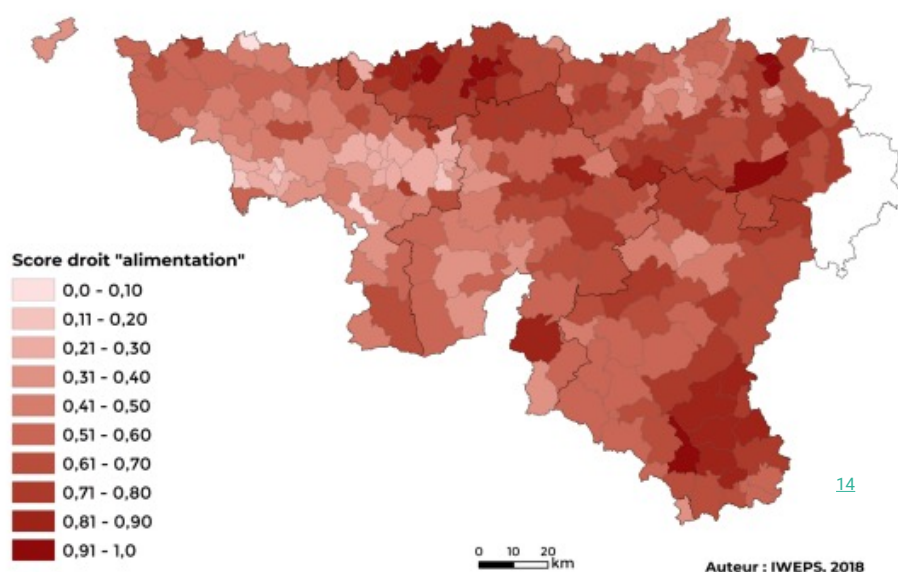 Score droit "alimentation"
0,0 - 0,10
0,11 - 0,20
0,21 - 0,30
0,31 - 0,40
0,41 - 0,50
0,51 - 0,60
0,61 - 0,70
0,71 - 0,80
0,81 - 0,90
0,91 - 1,0
14
0 10 20
km
Auteur : IWEPS, 2018